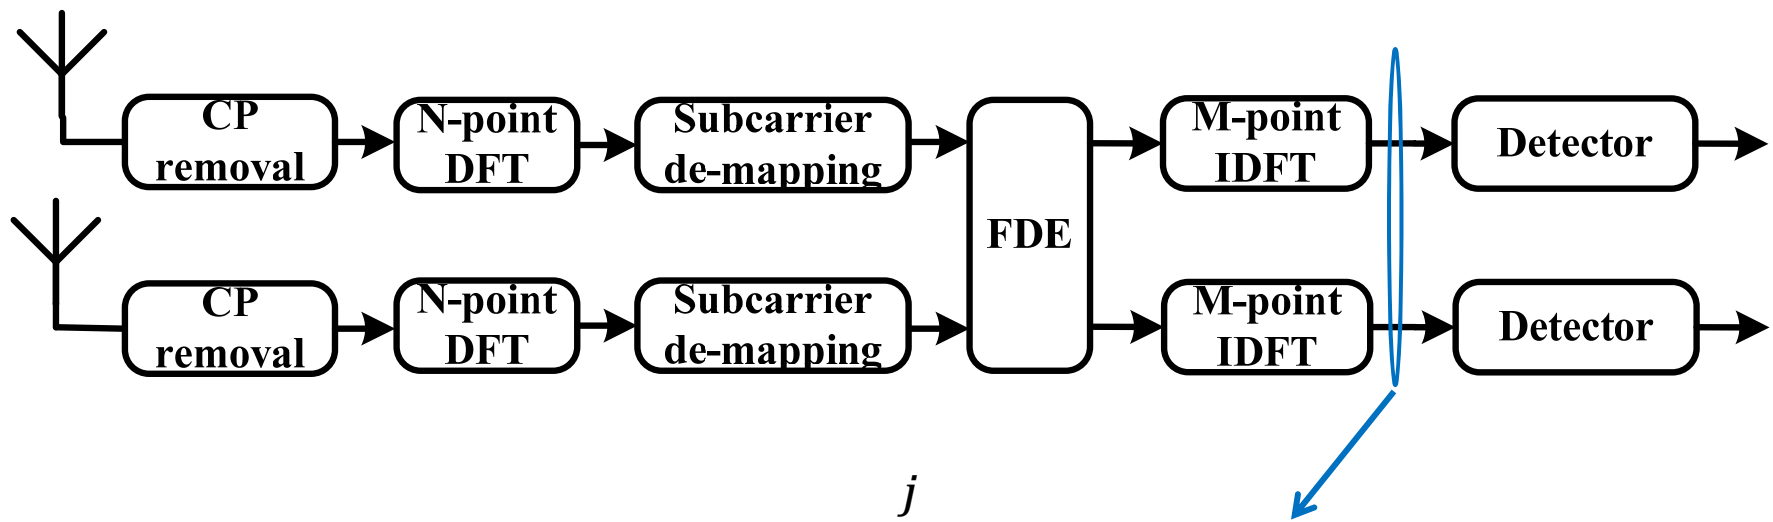 CP
removal
N-point
DFT
Subcarrier
de-mapping
FDE
M-point
IDFT
Detector
CP
removal
N-point
DFT
Subcarrier
de-mapping
M-point
IDFT
Detector
j